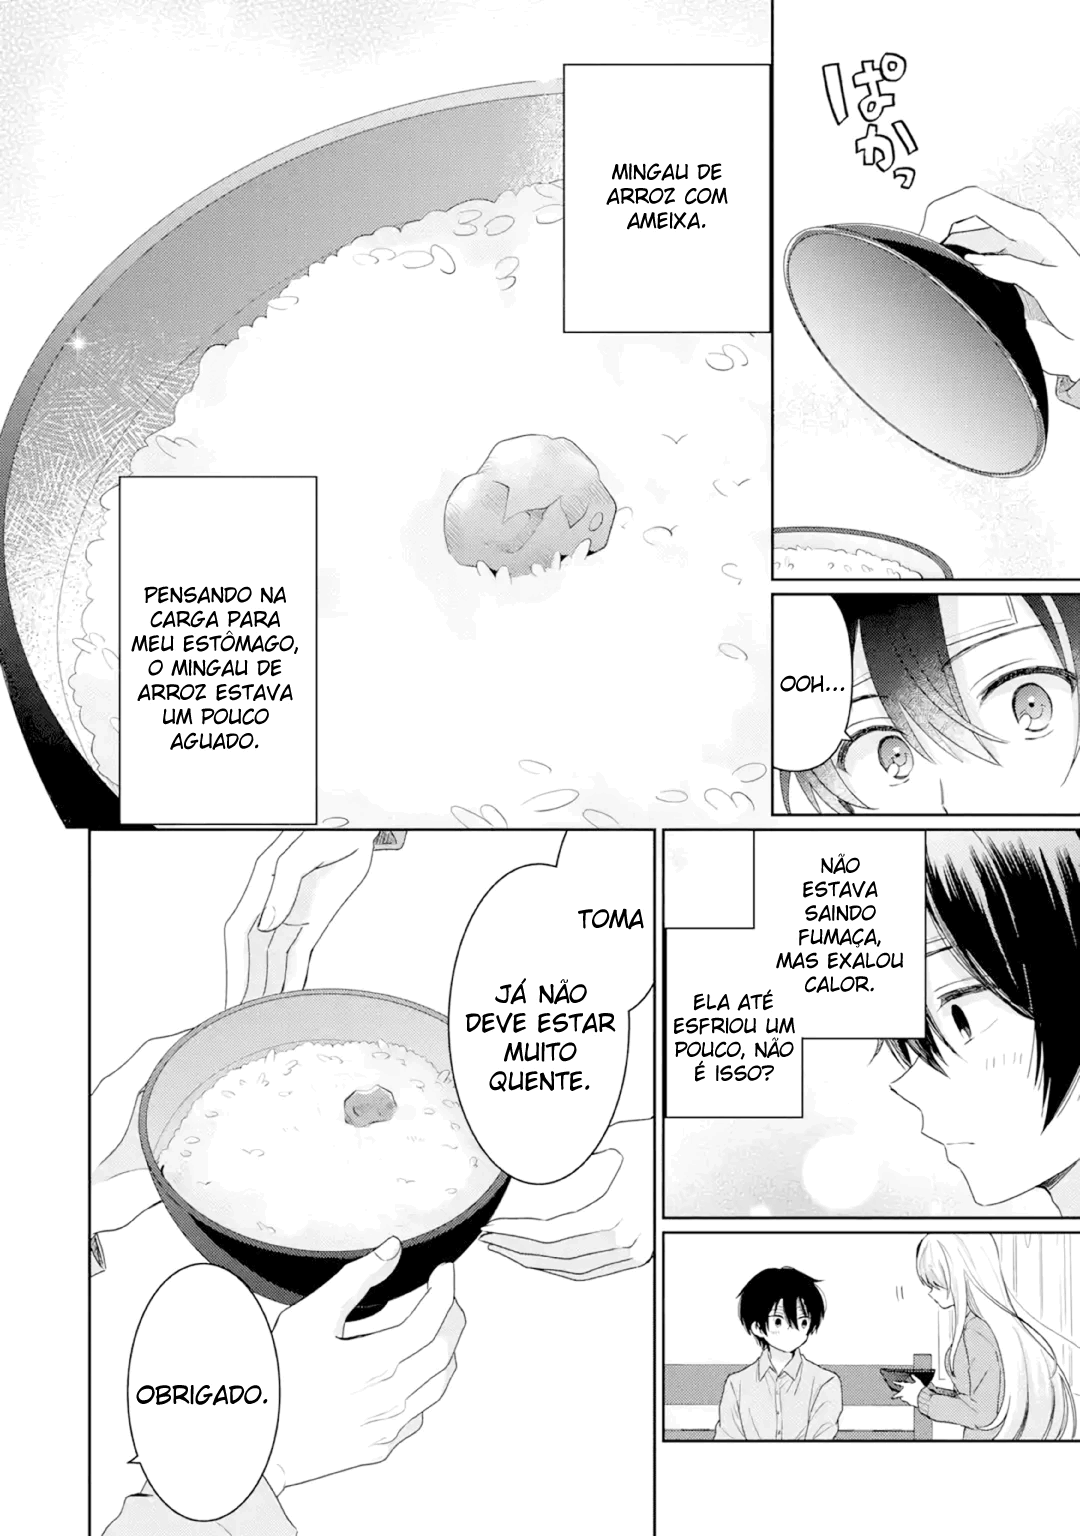 ぱかっ
MINGAU DE
ARROZ COM
AMEIXA.
PENSANDO NA
CARGA PARA
MEU ESTÔMAGO,
O MINGAU DE
ARROZ ESTAVA
UM POUCO
AGUADO.
OOH...
NÃO
ESTAVA
SAINDO
FUMAÇA,
MAS EXALOU
CALOR.
ELA ATÉ
ESFRIOU UM
POUCO, NÃO
É ISSO?
TOMA
JÁ NÃO
DEVE ESTAR
MUITO
QUENTE.
OBRIGADO.